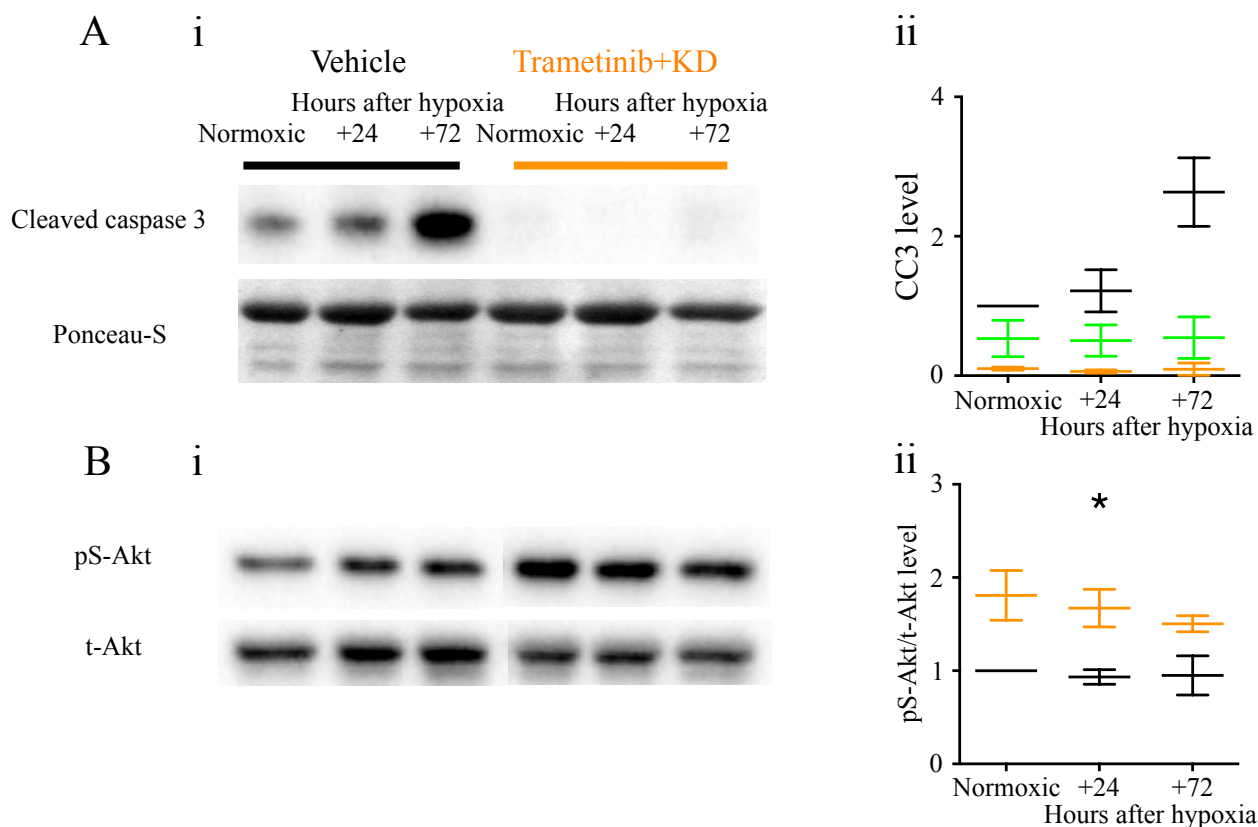 A i
Vehicle Trametinib+KD
Hours after hypoxia Hours after hypoxia
Normoxic +24 +72 Normoxic +24 +72
Cleaved caspase 3
Ponceau-S
ii
4
2
0
CC3 level
Normoxic +24 +72
Hours after hypoxia
B i
pS-Akt
t-Akt
ii
3
*
2
1
0
pS-Akt/t-Akt level
Normoxic +24 +72
Hours after hypoxia